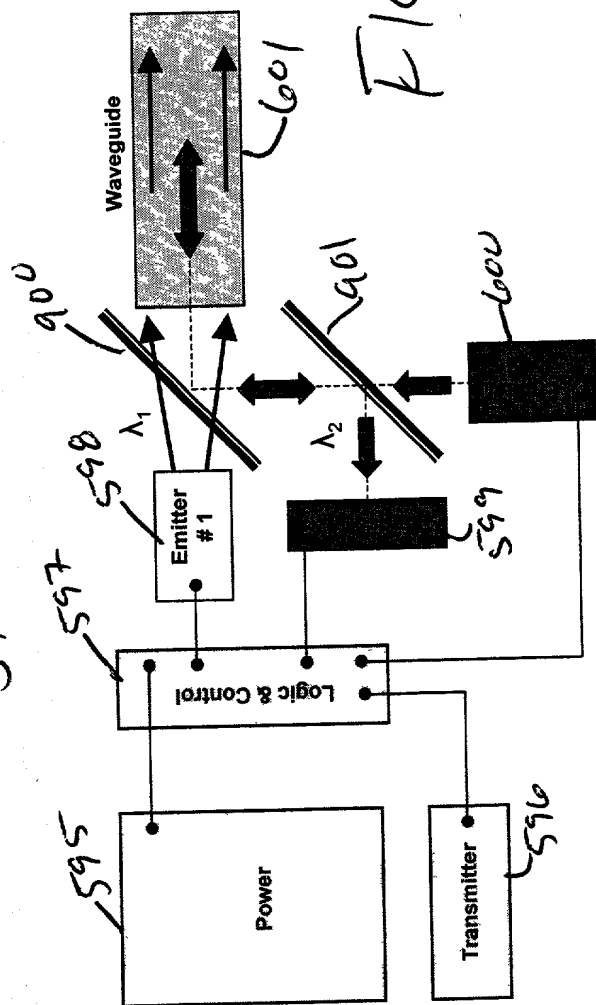 595
Power
Transmitter
596
597
Logic & Control
598
Emitter
# 1
λ1
900
Waveguide
601
λ2
901
599
600